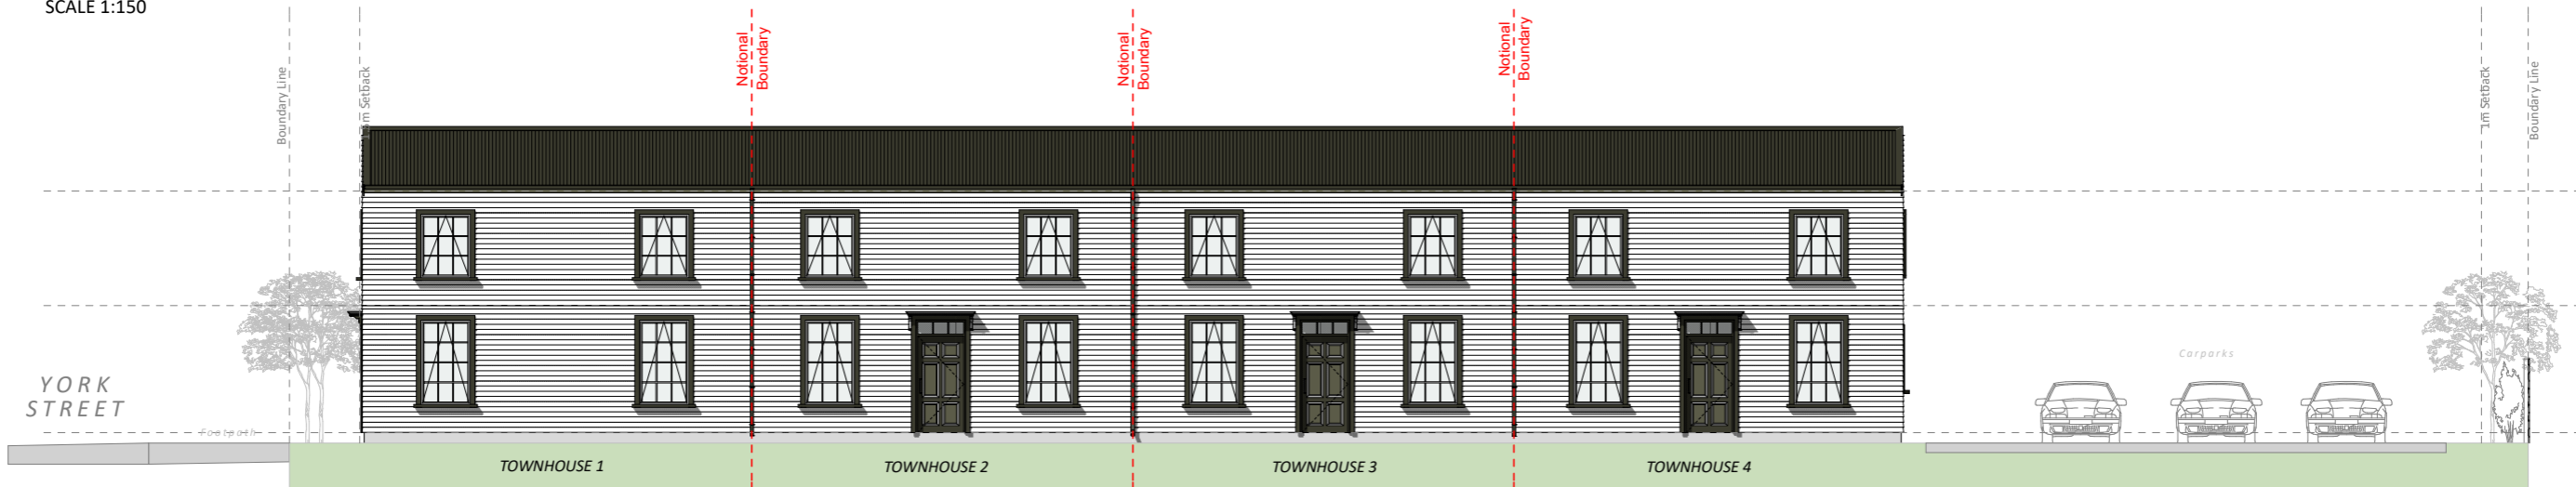 SCALE 1:150
Boundary Line
m Setback
Notional
Boundary
Notional
Boundary
Notional
Boundary
1m Setback
Boundary Line
YORK
STREET
Footpath
Carparks
TOWNHOUSE 1
TOWNHOUSE 2
TOWNHOUSE 3
TOWNHOUSE 4